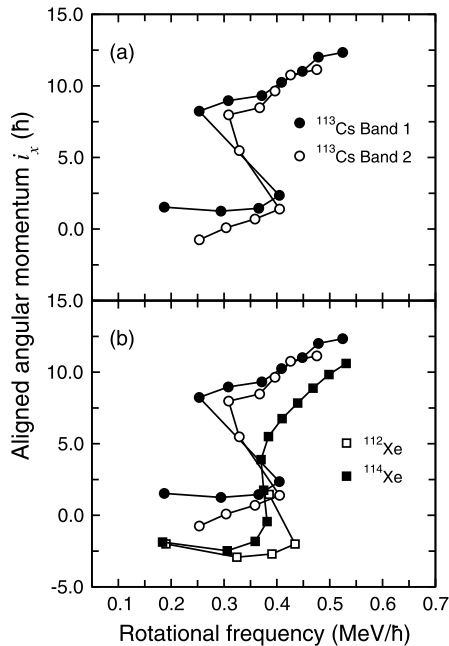 15.0
(a)
10.0
¹¹³Cs Band 1
¹¹³Cs Band 2
5.0
0.0
Aligned angular momentum iₓ (ħ)
15.0
(b)
10.0
5.0
¹¹²Xe
¹¹⁴Xe
0.0
-5.0
0.1 0.2 0.3 0.4 0.5 0.6 0.7
Rotational frequency (MeV/ħ)